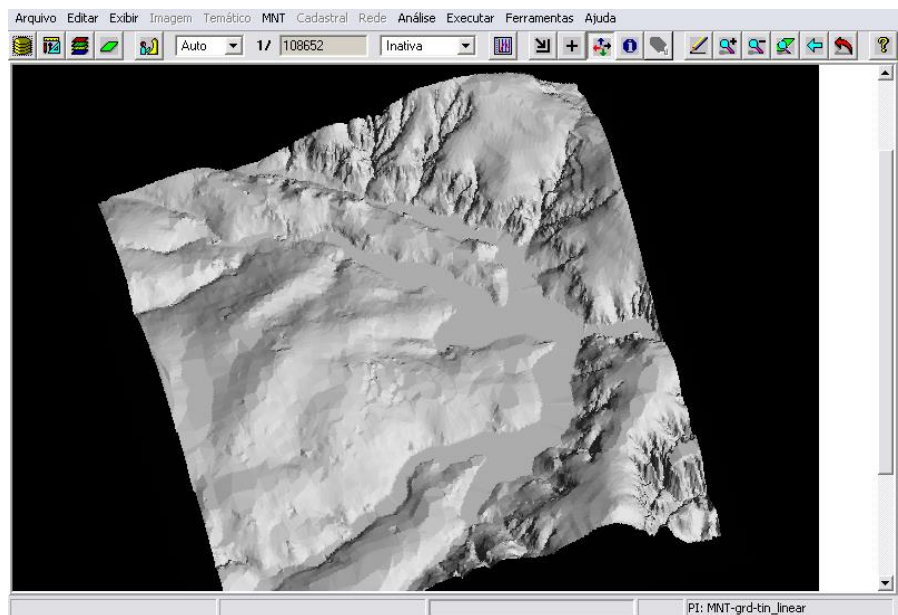 Arquivo Editar Exibir Imagem Temático MNT Cadastral Rede Análise Executar Ferramentas Ajuda
Auto 1/ 108652 Inativa
PI: MNT-grd-tin_linear